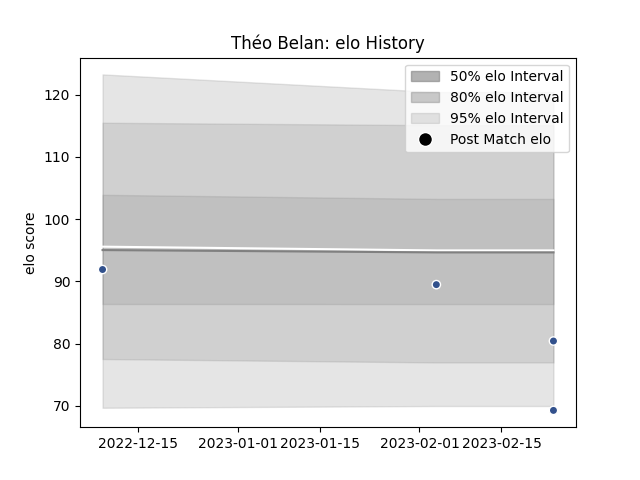 Théo Belan: elo History
50% elo Interval
80% elo Interval
95% elo Interval
Post Match elo
elo score
120
110
100
90
80
70
2022-12-15
2023-01-01
2023-01-15
2023-02-01
2023-02-15